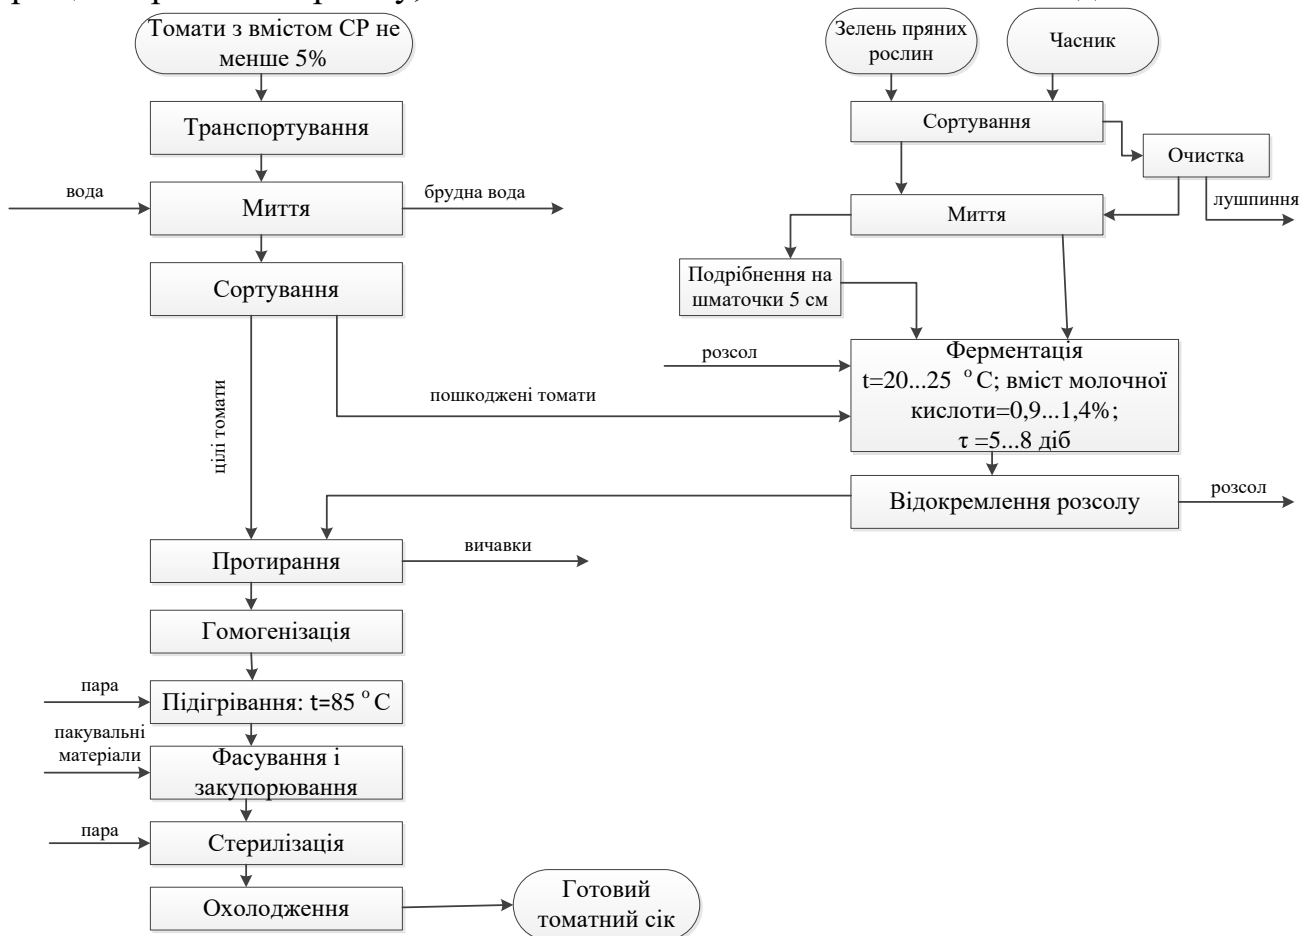 Томати з вмістом СР не
менше 5%
Транспортування
вода
Миття
брудна вода
Сортування
цілі томати
пошкоджені томати
Зелень пряних
рослин
Часник
Сортування
Очистка
лушпиння
Миття
Подрібнення на
шматочки 5 см
розсол
Ферментація
t=20...25 °С; вміст молочної
кислоти=0,9...1,4%;
τ =5...8 діб
Відокремлення розсолу
розсол
Протирання
вичавки
Гомогенізація
пара
Підігрівання: t=85 °С
пакувальні
матеріали
Фасування і
закупорювання
пара
Стерилізація
Охолодження
Готовий
томатний сік